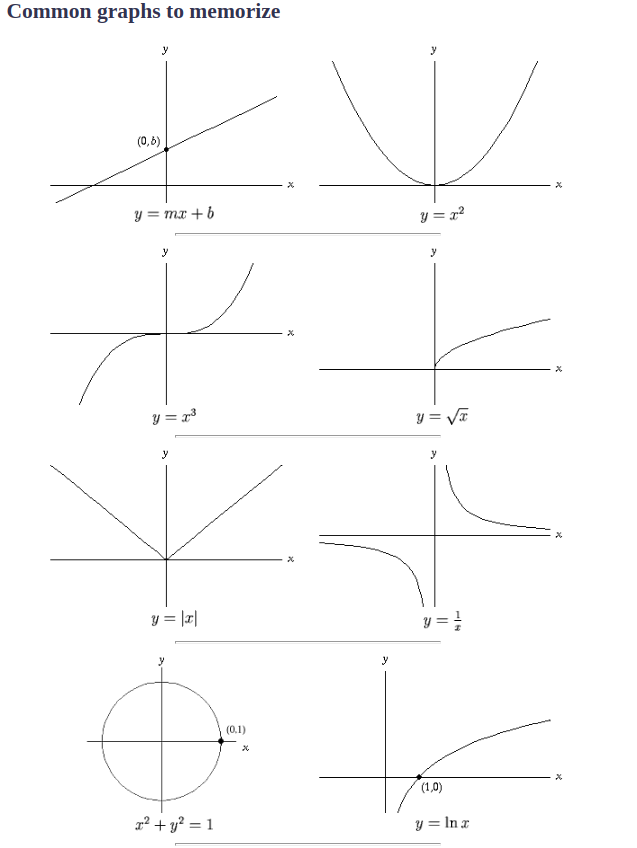 Common graphs to memorize
y y
(0,b)
x x
y = mx + b y = x²
y y
x
x
y = x³ y = √x
y y
x
x
y = |x| y = 1/x
y y
(0,1)
x
x
(1,0)
x² + y² = 1 y = ln x